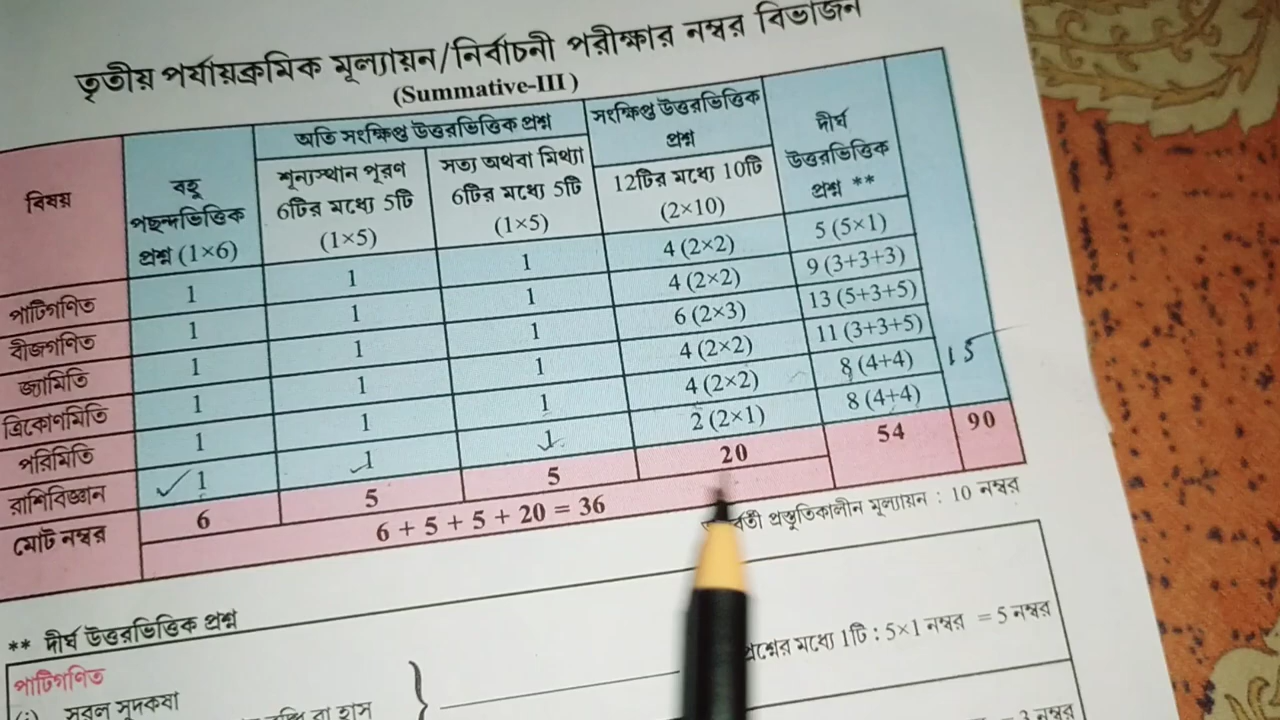 তৃতীয় পর্যায়ক্রমিক মূল্যায়ন/নির্বাচনী পরীক্ষার নম্বর বিভাজন
(Summative-III)
বিষয়
বহু পছন্দভিত্তিক প্রশ্ন (1×6)
অতি সংক্ষিপ্ত উত্তরভিত্তিক প্রশ্ন
শূন্যস্থান পূরণ 6টির মধ্যে 5টি (1×5)
সত্য অথবা মিথ্যা 6টির মধ্যে 5টি (1×5)
সংক্ষিপ্ত উত্তরভিত্তিক প্রশ্ন
12টির মধ্যে 10টি (2×10)
দীর্ঘ উত্তরভিত্তিক প্রশ্ন **
পাটিগণিত 1 1 1 4 (2×2) 5 (5×1)
বীজগণিত 1 1 1 4 (2×2) 9 (3+3+3)
জ্যামিতি 1 1 1 6 (2×3) 13 (5+3+5)
ত্রিকোণমিতি 1 1 1 4 (2×2) 11 (3+3+5)
পরিমিতি 1 1 1 4 (2×2) 8 (4+4) 15
রাশিবিজ্ঞান 1 1 1 2 (2×1) 8 (4+4)
মোট নম্বর 6 5 5 20 54 90
6 + 5 + 5 + 20 = 36
প্রস্তুতিকালীন মূল্যায়ন : 10 নম্বর
** দীর্ঘ উত্তরভিত্তিক প্রশ্ন
পাটিগণিত
(i) সরল সুদকষা
বা হ্রাস
প্রশ্নের মধ্যে 1টি : 5×1 নম্বর = 5 নম্বর
= 3 নম্বর